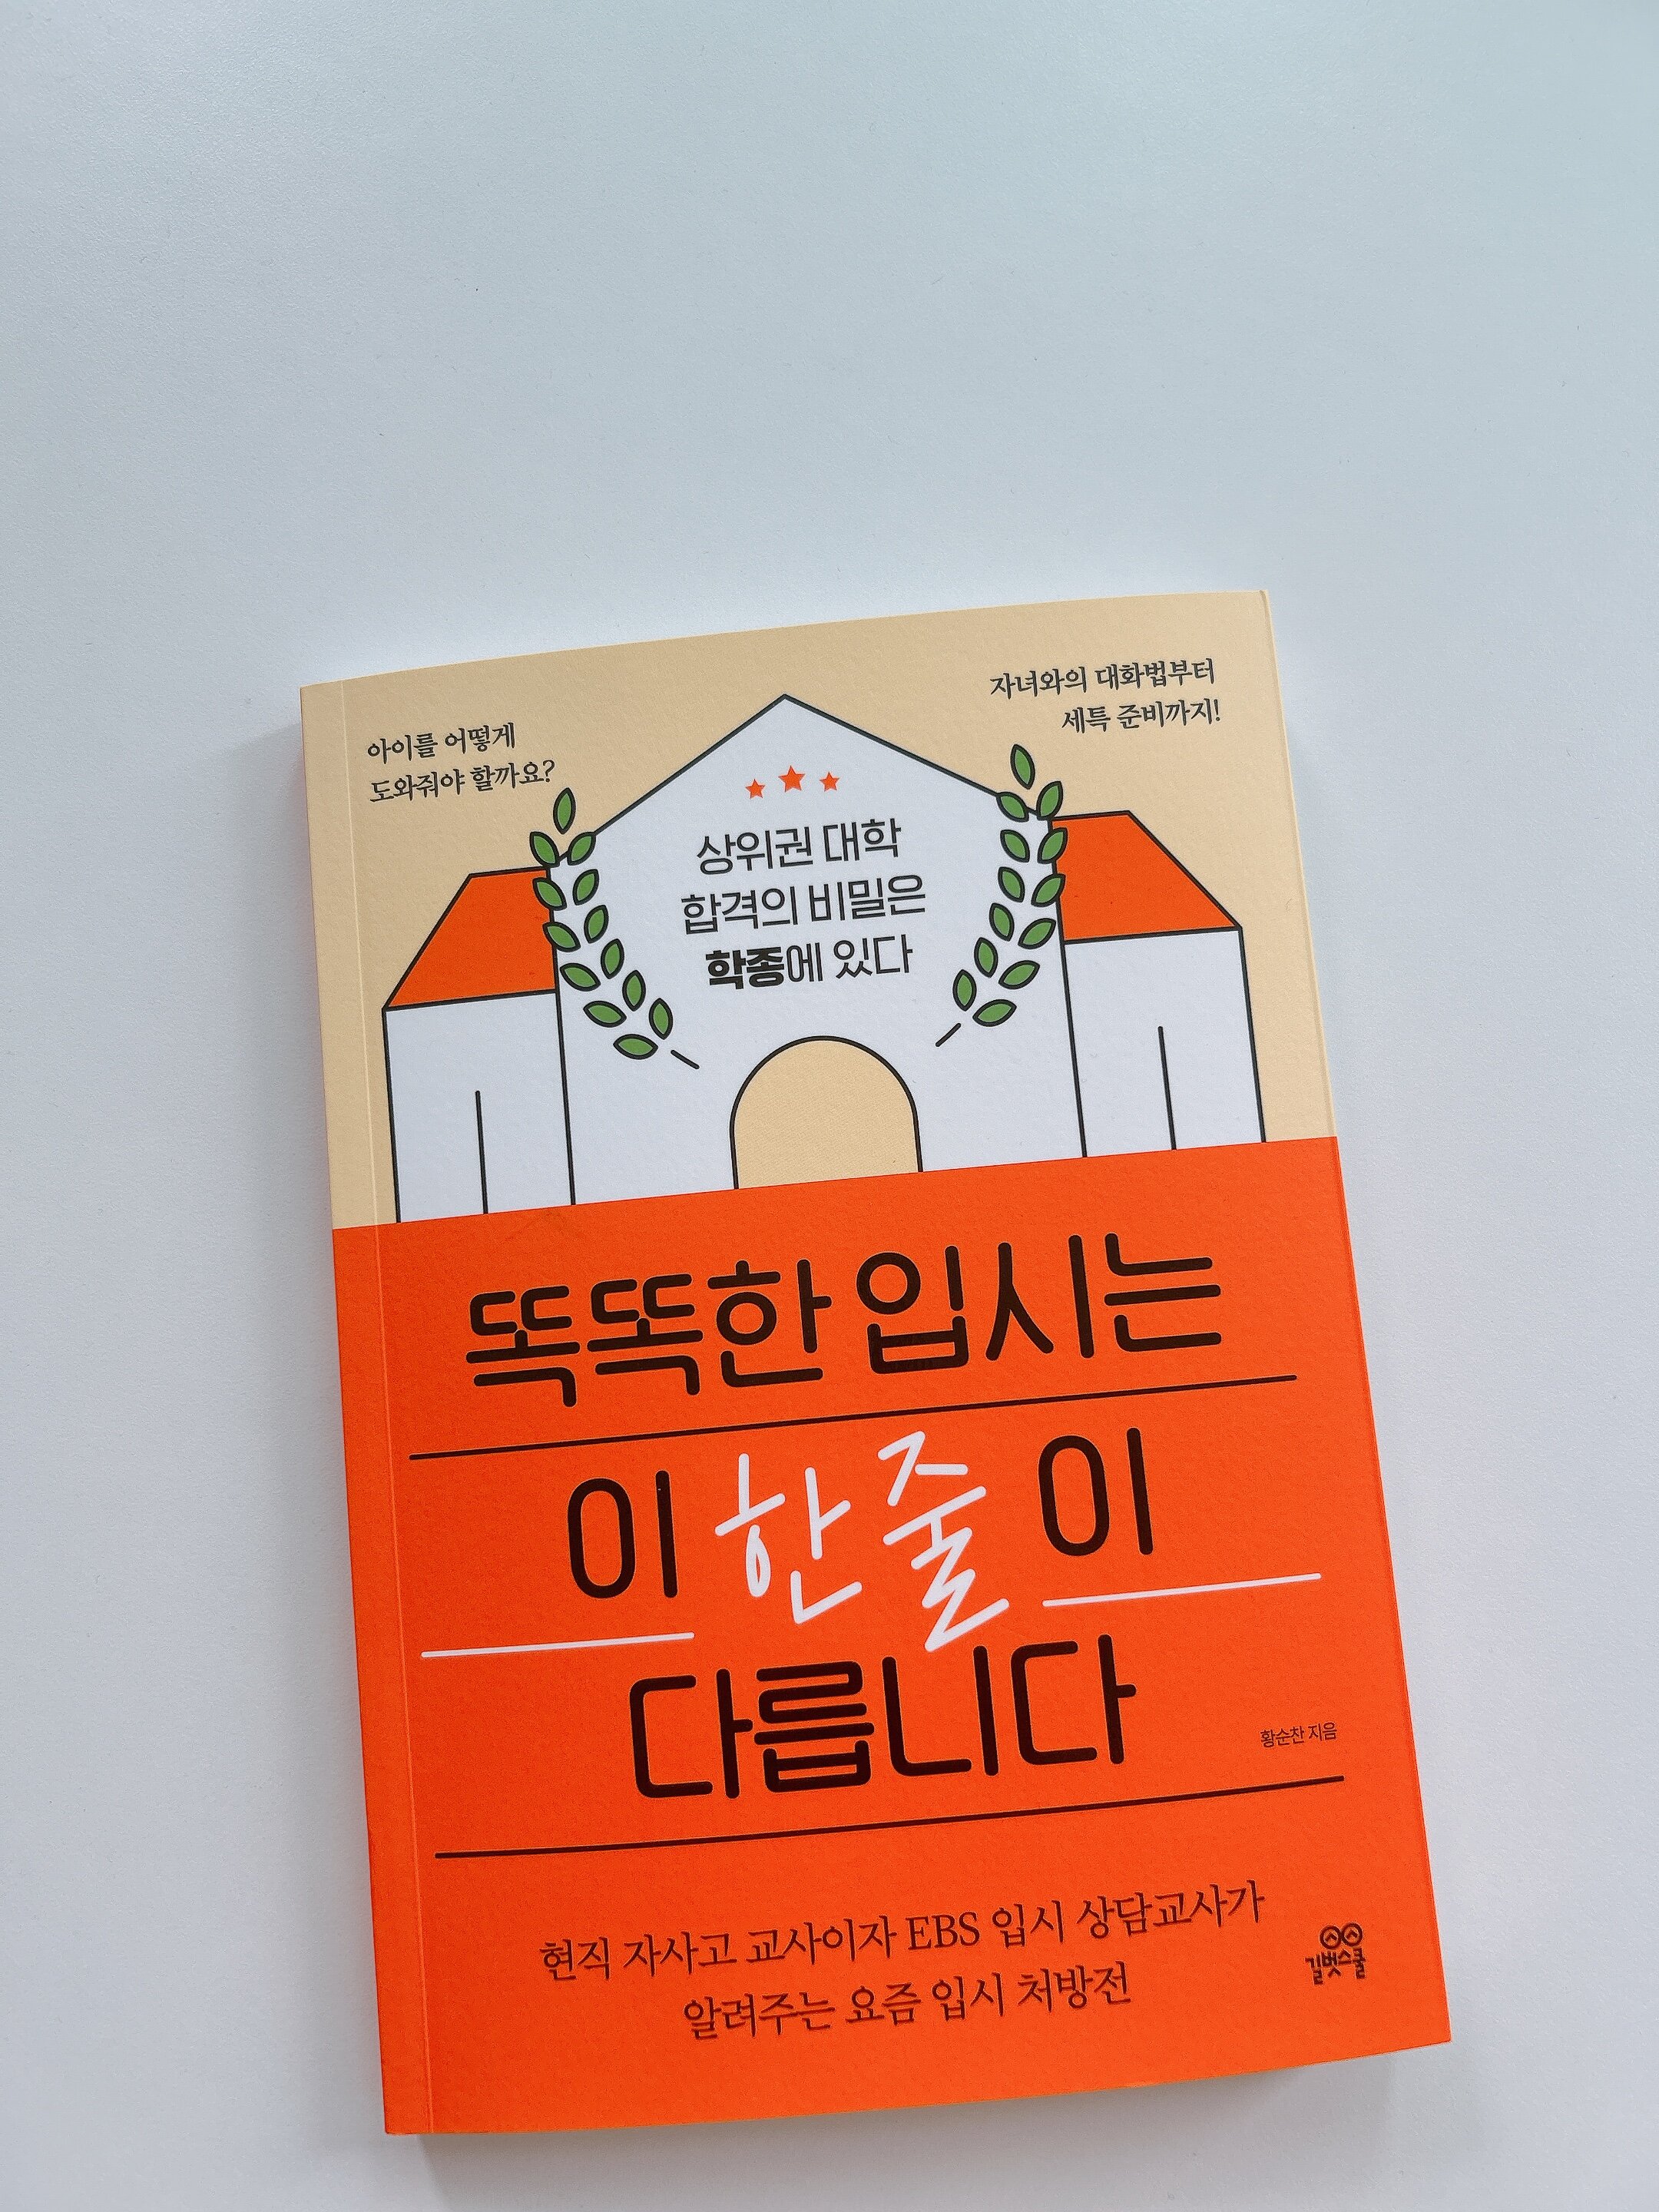 아이를 어떻게
도와줘야 할까요?
자녀와의 대화법부터
세특 준비까지!
상위권 대학
합격의 비밀은
학종에 있다
똑똑한 입시는
이 한 줄 이
다릅니다
황순찬 지음
현직 자사고 교사이자 EBS 입시 상담교사가
알려주는 요즘 입시 처방전
길벗스쿨